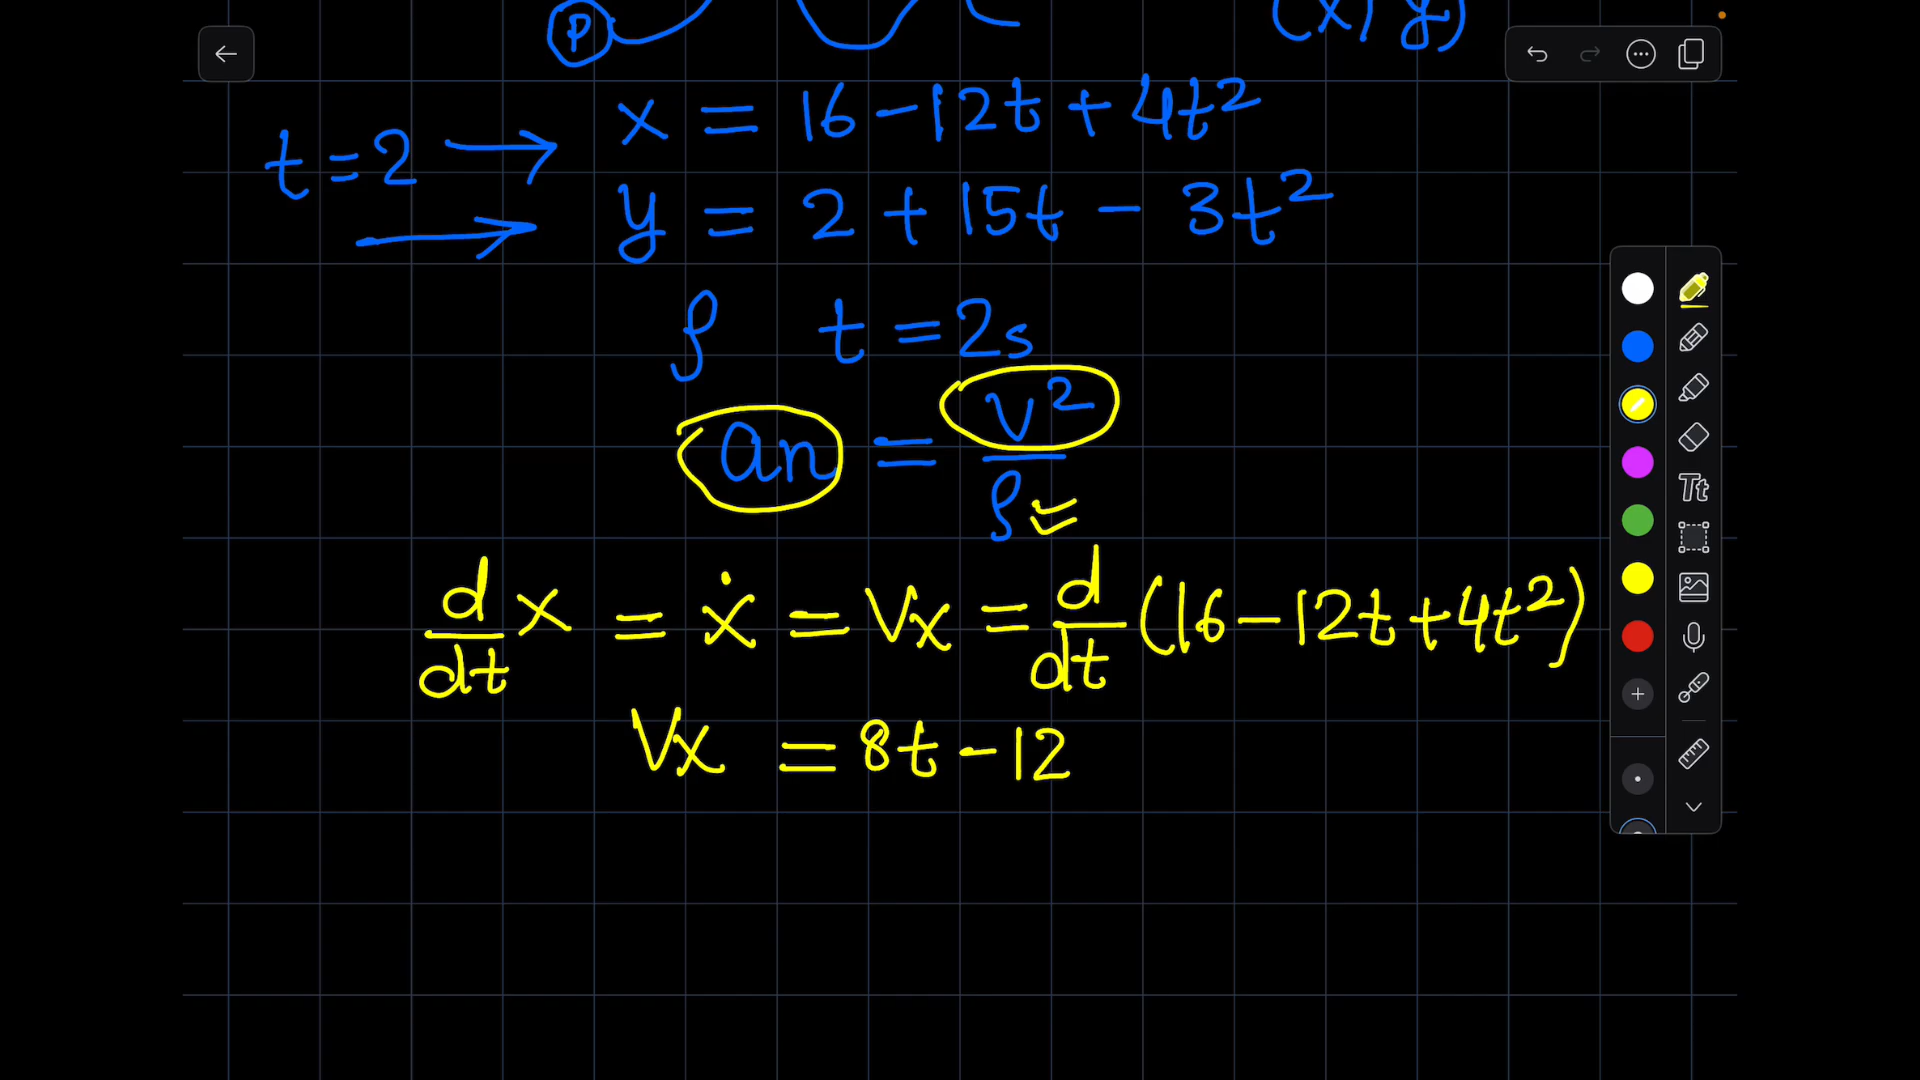 P (x, y)
x = 16 - 12t + 4t²
t = 2 →
y = 2 + 15t - 3t²
→
ρ t = 2s
an = v²/ρ =
d/dt x = ẋ = Vx = d/dt (16 - 12t + 4t²)
Vx = 8t - 12
Tt